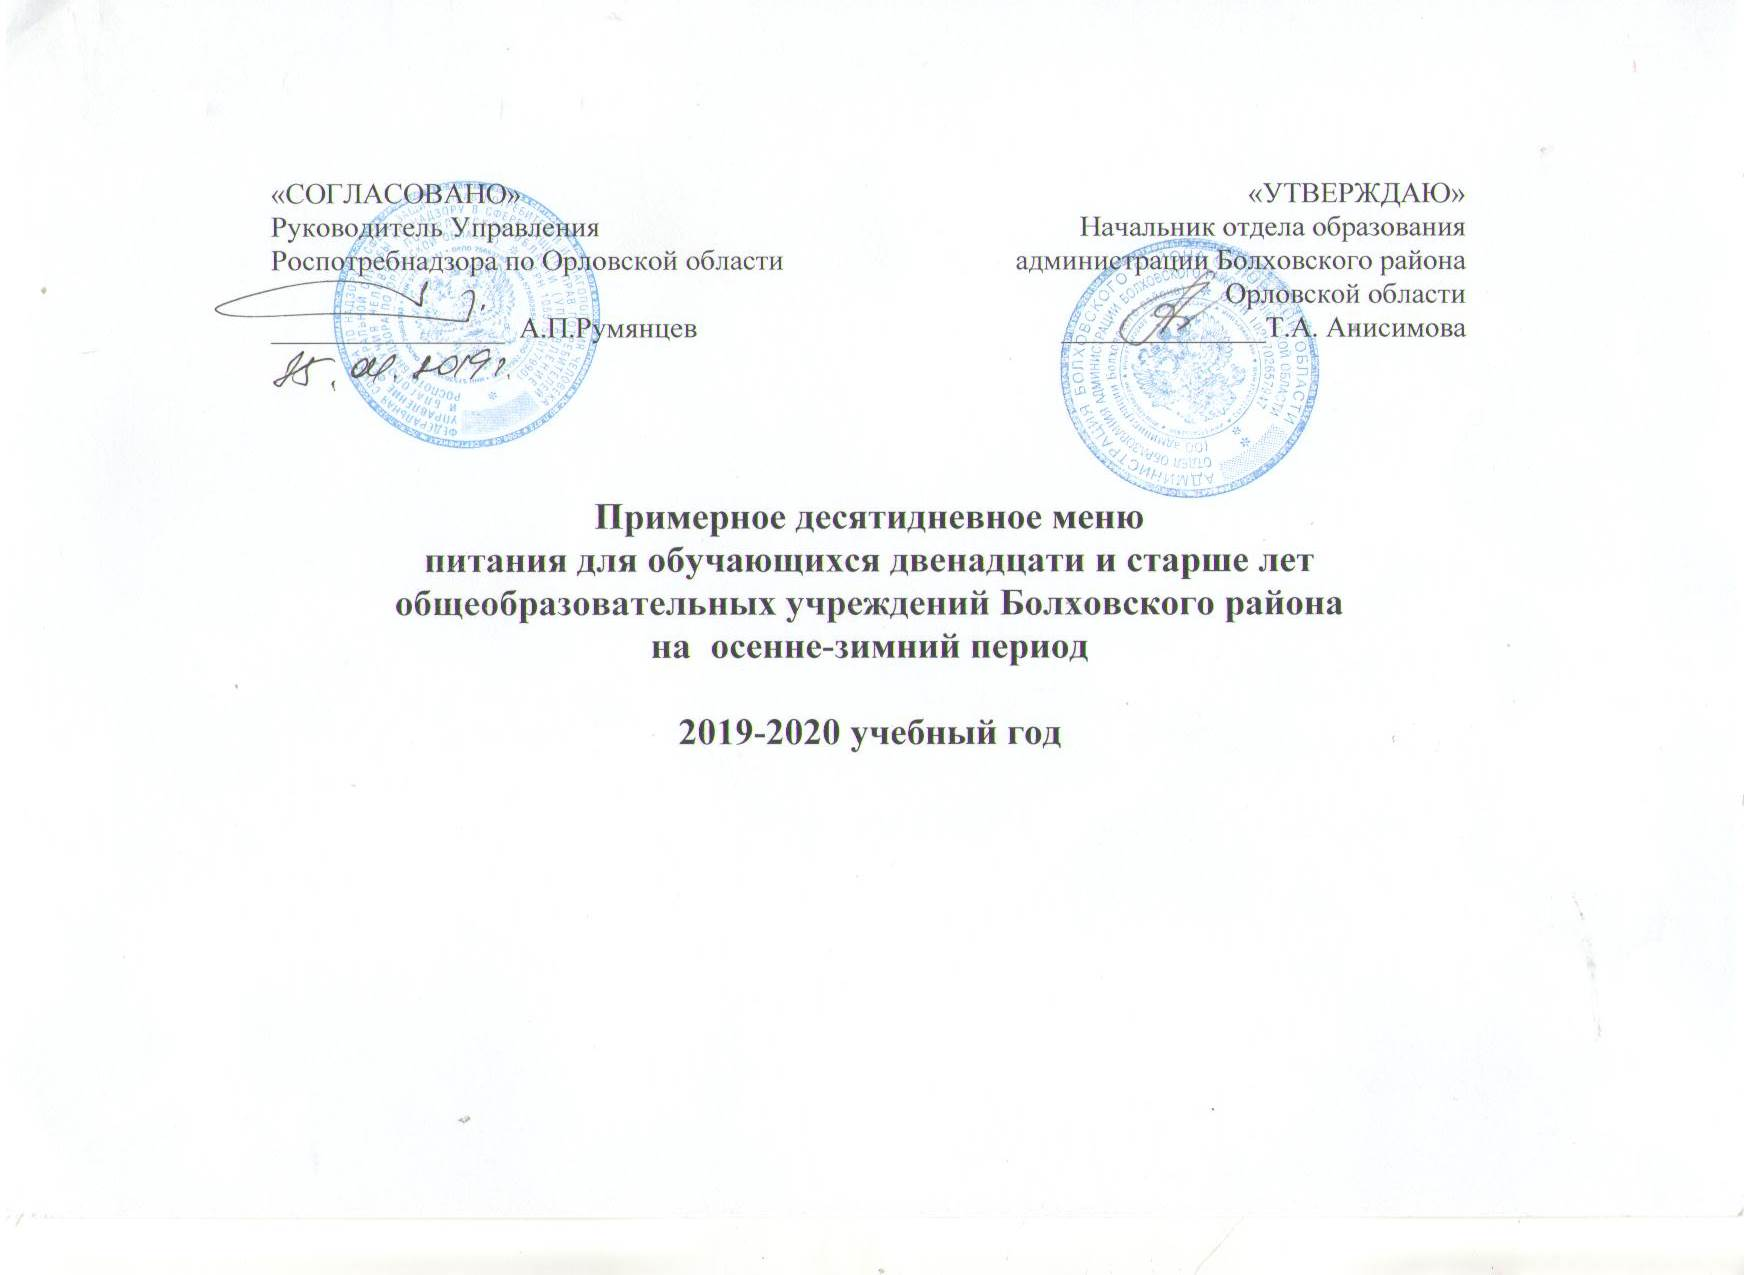 «СОГЛАСОВАНО»
Руководитель Управления
Роспотребнадзора по Орловской области
А.П.Румянцев
2019г.
«УТВЕРЖДАЮ»
Начальник отдела образования
администрации Болховского района
Орловской области
Т.А. Анисимова
Примерное десятидневное меню
питания для обучающихся двенадцати и старше лет
общеобразовательных учреждений Болховского района
на осенне-зимний период
2019-2020 учебный год